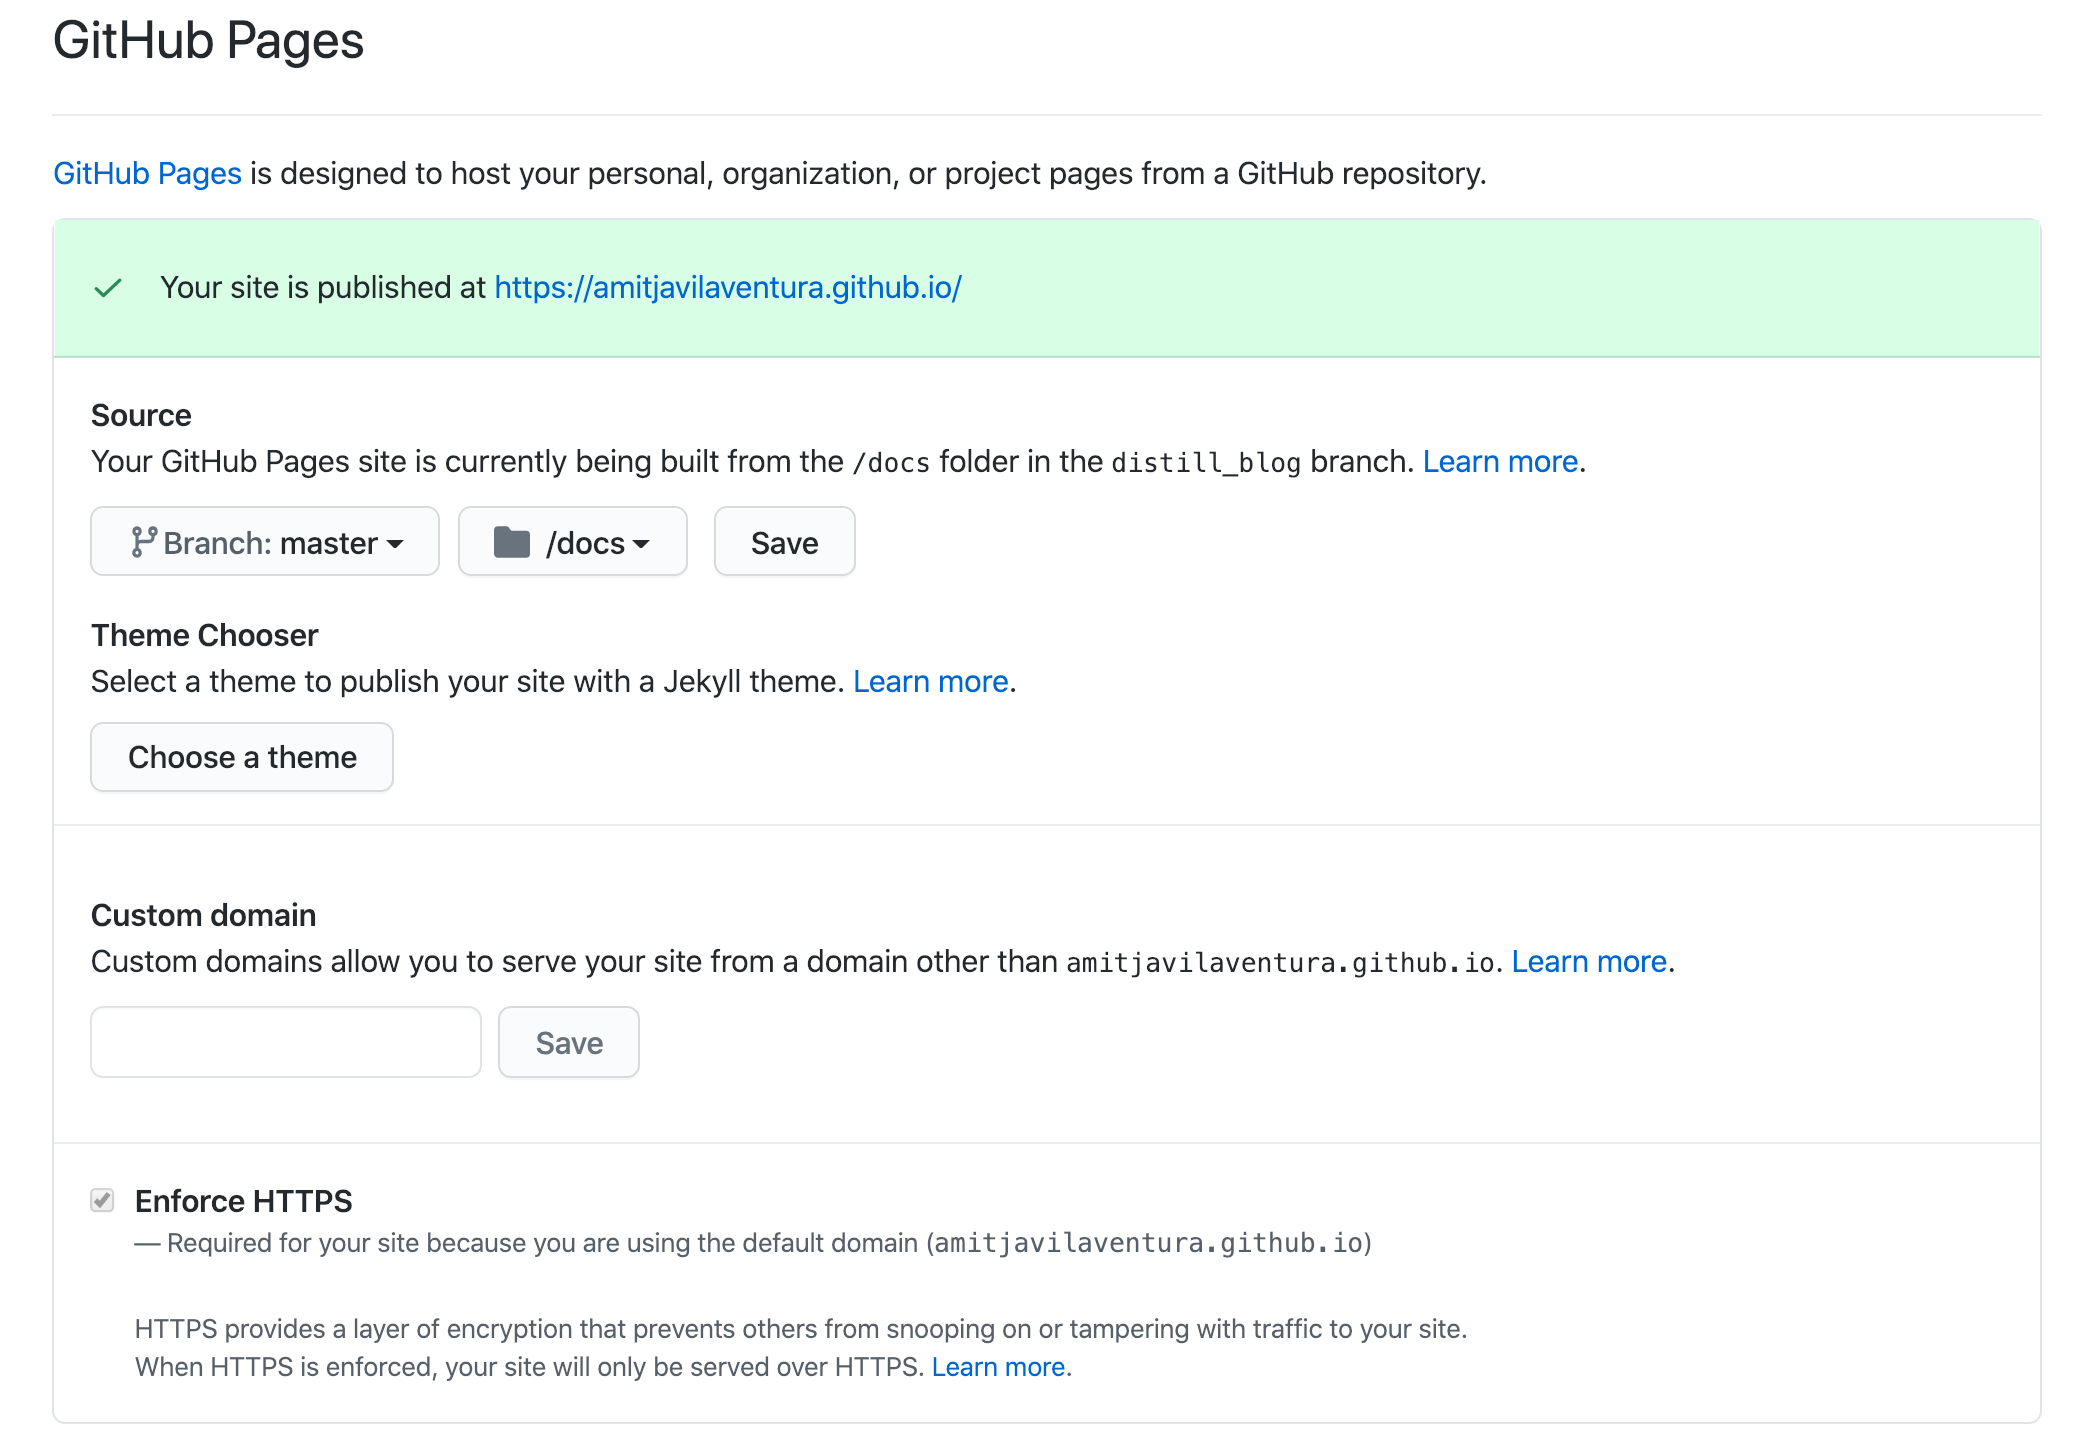 GitHub Pages
GitHub Pages is designed to host your personal, organization, or project pages from a GitHub repository.
Your site is published at https://amitjavilaventura.github.io/
Source
Your GitHub Pages site is currently being built from the /docs folder in the distill_blog branch. Learn more.
Branch: master /docs Save
Theme Chooser
Select a theme to publish your site with a Jekyll theme. Learn more.
Choose a theme
Custom domain
Custom domains allow you to serve your site from a domain other than amitjavilaventura.github.io. Learn more.
Save
Enforce HTTPS
— Required for your site because you are using the default domain (amitjavilaventura.github.io)
HTTPS provides a layer of encryption that prevents others from snooping on or tampering with traffic to your site.
When HTTPS is enforced, your site will only be served over HTTPS. Learn more.